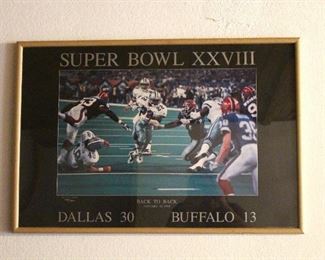 SUPER BOWL XXVIII
BACK TO BACK
DALLAS 30 BUFFALO 13